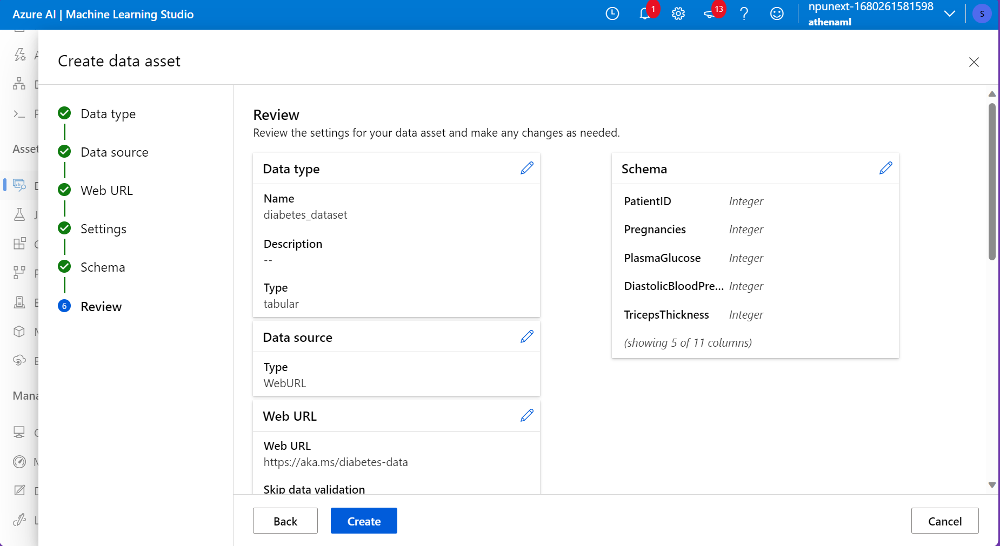 Azure AI | Machine Learning Studio
1
13
npunext-1680261581598
athenaml
S
Create data asset
Asset
Mana
Data type
Data source
Web URL
Settings
Schema
6 Review
Review
Review the settings for your data asset and make any changes as needed.
Data type
Name
diabetes_dataset
Description
--
Type
tabular
Data source
Type
WebURL
Web URL
Web URL
https://aka.ms/diabetes-data
Skip data validation
Schema
PatientID Integer
Pregnancies Integer
PlasmaGlucose Integer
DiastolicBloodPre... Integer
TricepsThickness Integer
(showing 5 of 11 columns)
Back
Create
Cancel